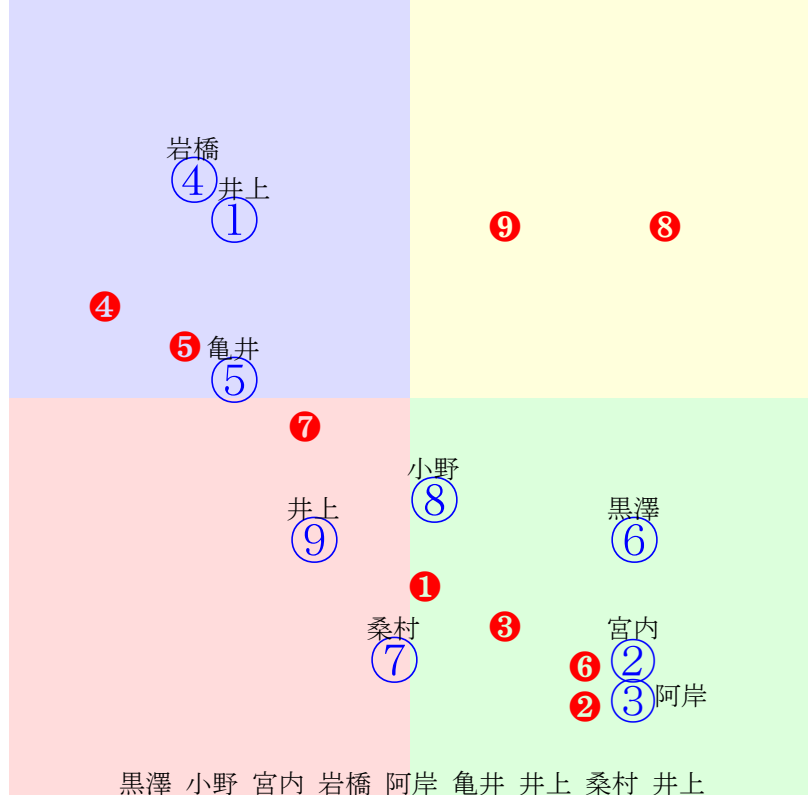 岩橋
④
井上
①
❾
❽
❹
❺
亀井
⑤
❼
小野
⑧
井上
⑨
黒澤
⑥
❶
桑村
⑦
❸
宮内
②
❻
③
阿岸
❷
黒澤 小野 宮内 岩橋 阿岸 亀井 井上 桑村 井上